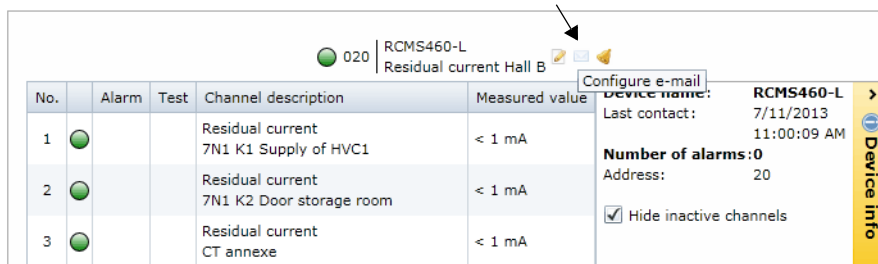 020
RCMS460-L
Residual current Hall B
Configure e-mail
No. Alarm Test Channel description Measured value
1 Residual current
7N1 K1 Supply of HVC1
< 1 mA
2 Residual current
7N1 K2 Door storage room
< 1 mA
3 Residual current
CT annexe
< 1 mA
Device name: RCMS460-L
Last contact: 7/11/2013
11:00:09 AM
Number of alarms:0
Address: 20
Hide inactive channels
Device info